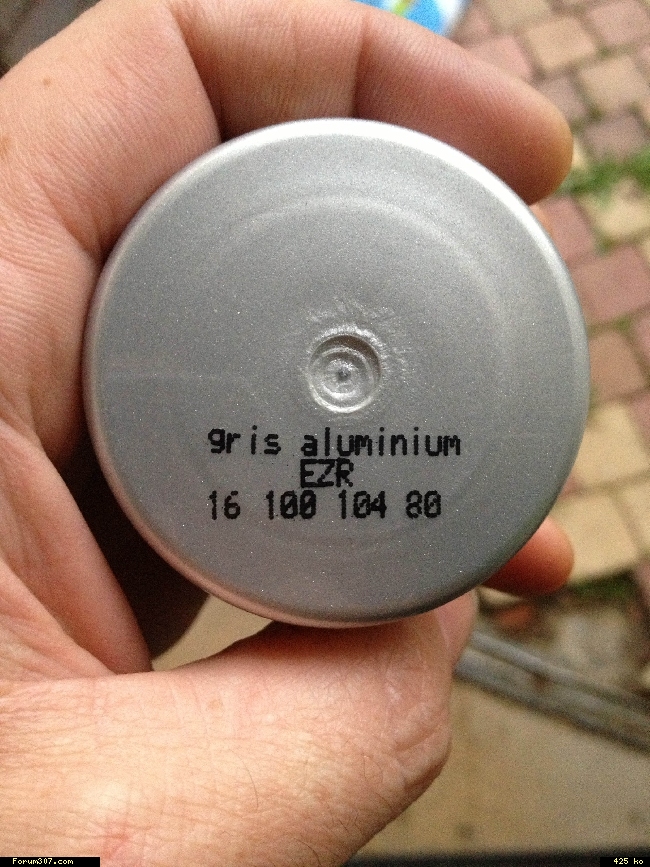 gris aluminium
EZR
16 100 104 80
Forum307.com
425 ko